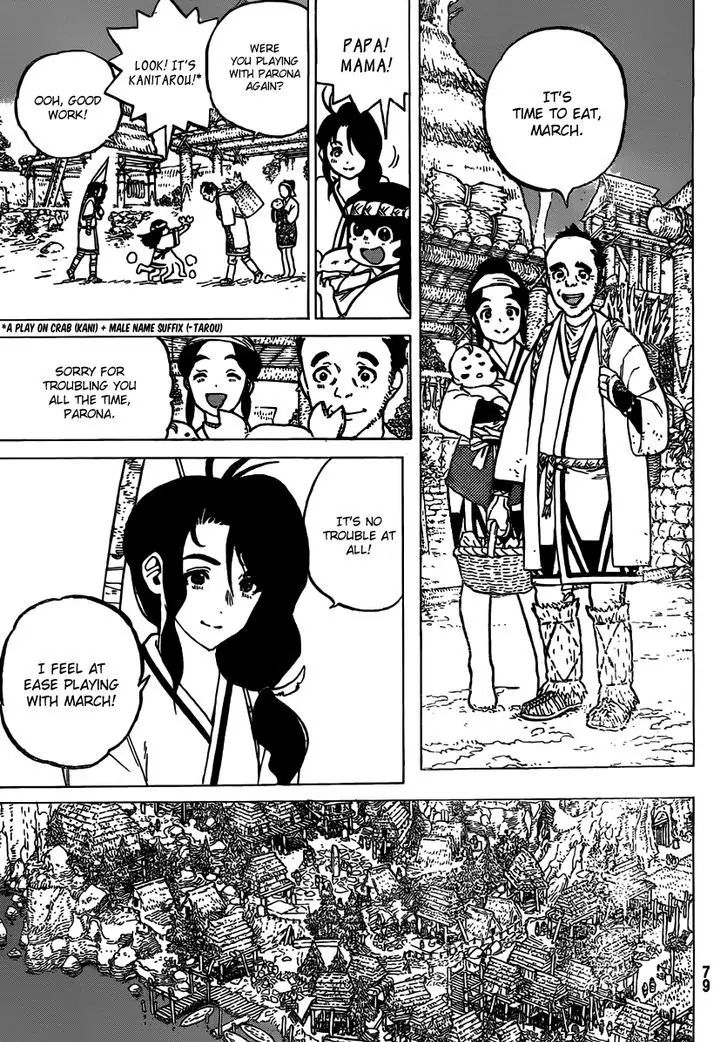 IT'S
TIME TO EAT,
MARCH.
PAPA!
MAMA!
WERE
YOU PLAYING
WITH PARONA
AGAIN?
LOOK! IT'S
KANITAROU!*
OOH, GOOD
WORK!
*A PLAY ON CRAB (KANI) + MALE NAME SUFFIX (-TAROU)
SORRY FOR
TROUBLING YOU
ALL THE TIME,
PARONA.
IT'S NO
TROUBLE AT
ALL!
I FEEL AT
EASE PLAYING
WITH MARCH!
79